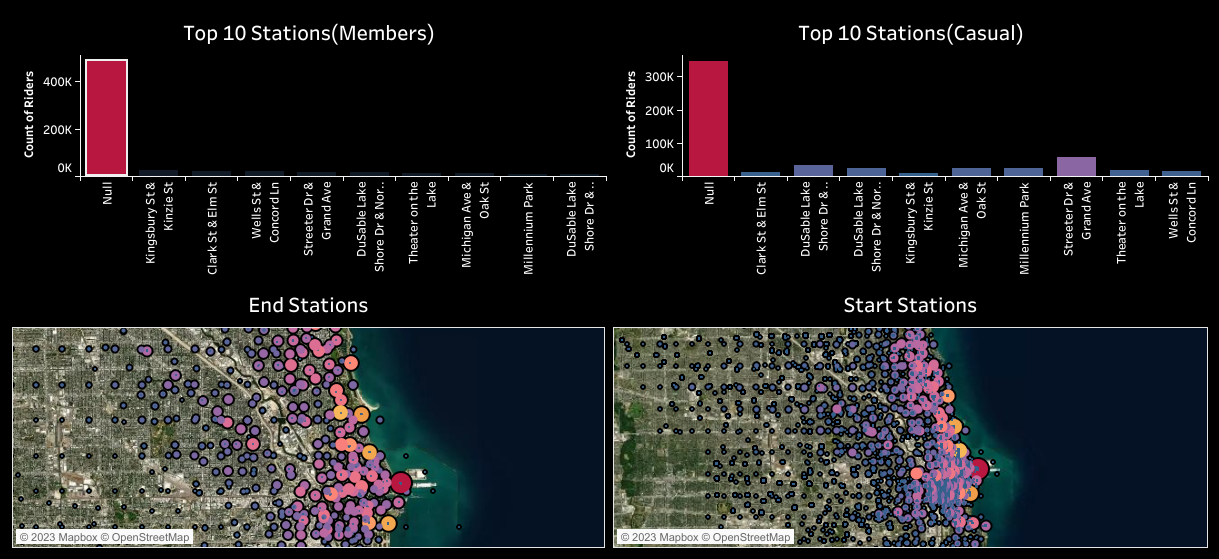 Top 10 Stations(Members)
Count of Riders
400K
200K
0K
Null
Kingsbury St &
Kinzie St
Clark St & Elm St
Wells St &
Concord Ln
Streeter Dr &
Grand Ave
DuSable Lake
Shore Dr & Nor..
Theater on the
Lake
Michigan Ave &
Oak St
Millennium Park
DuSable Lake
Shore Dr & ..
Top 10 Stations(Casual)
Count of Riders
300K
200K
100K
0K
Null
Clark St & Elm St
DuSable Lake
Shore Dr & ..
DuSable Lake
Shore Dr & Nor..
Kingsbury St &
Kinzie St
Michigan Ave &
Oak St
Millennium Park
Streeter Dr &
Grand Ave
Theater on the
Lake
Wells St &
Concord Ln
End Stations
© 2023 Mapbox © OpenStreetMap
Start Stations
© 2023 Mapbox © OpenStreetMap